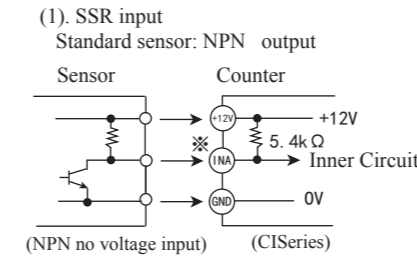 (1). SSR input
Standard sensor: NPN output
Sensor Counter
+12V +12V
※ 5.4kΩ
INA Inner Circuit
GND 0V
(NPN no voltage input) (CISeries)